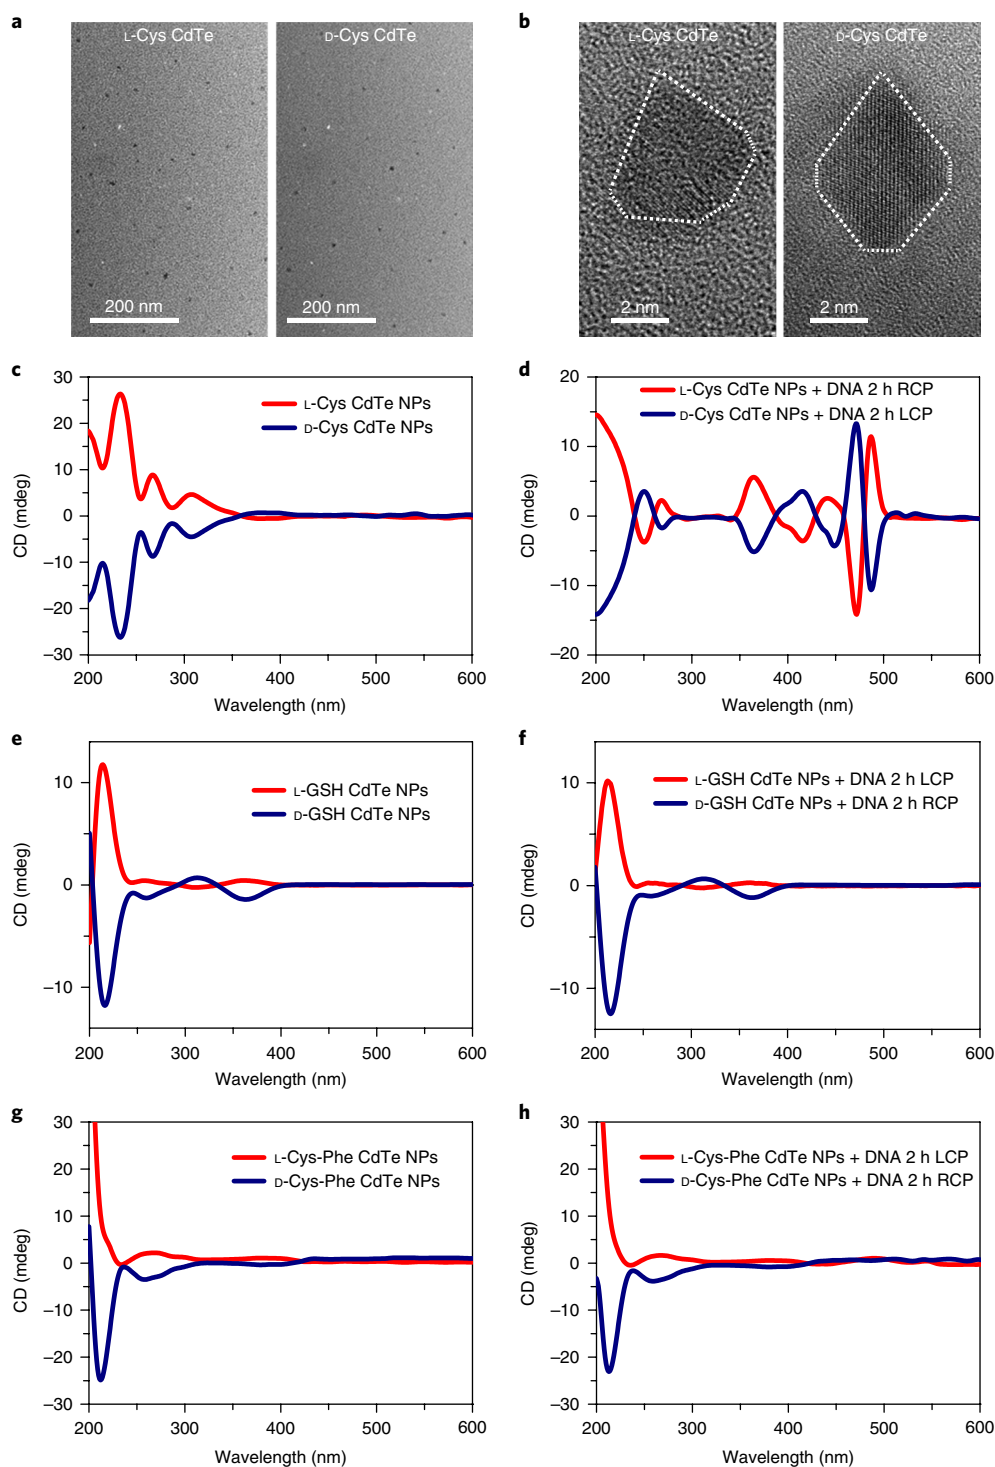 a
L-Cys CdTe
D-Cys CdTe
200 nm
200 nm
b
L-Cys CdTe
D-Cys CdTe
2 nm
2 nm
c
30
20
10
0
–10
–20
–30
CD (mdeg)
L-Cys CdTe NPs
D-Cys CdTe NPs
200 300 400 500 600
Wavelength (nm)
d
20
10
0
–10
–20
CD (mdeg)
L-Cys CdTe NPs + DNA 2 h RCP
D-Cys CdTe NPs + DNA 2 h LCP
200 300 400 500 600
Wavelength (nm)
e
10
0
–10
CD (mdeg)
L-GSH CdTe NPs
D-GSH CdTe NPs
200 300 400 500 600
Wavelength (nm)
f
10
0
–10
CD (mdeg)
L-GSH CdTe NPs + DNA 2 h LCP
D-GSH CdTe NPs + DNA 2 h RCP
200 300 400 500 600
Wavelength (nm)
g
30
20
10
0
–10
–20
–30
CD (mdeg)
L-Cys-Phe CdTe NPs
D-Cys-Phe CdTe NPs
200 300 400 500 600
Wavelength (nm)
h
30
20
10
0
–10
–20
–30
CD (mdeg)
L-Cys-Phe CdTe NPs + DNA 2 h LCP
D-Cys-Phe CdTe NPs + DNA 2 h RCP
200 300 400 500 600
Wavelength (nm)